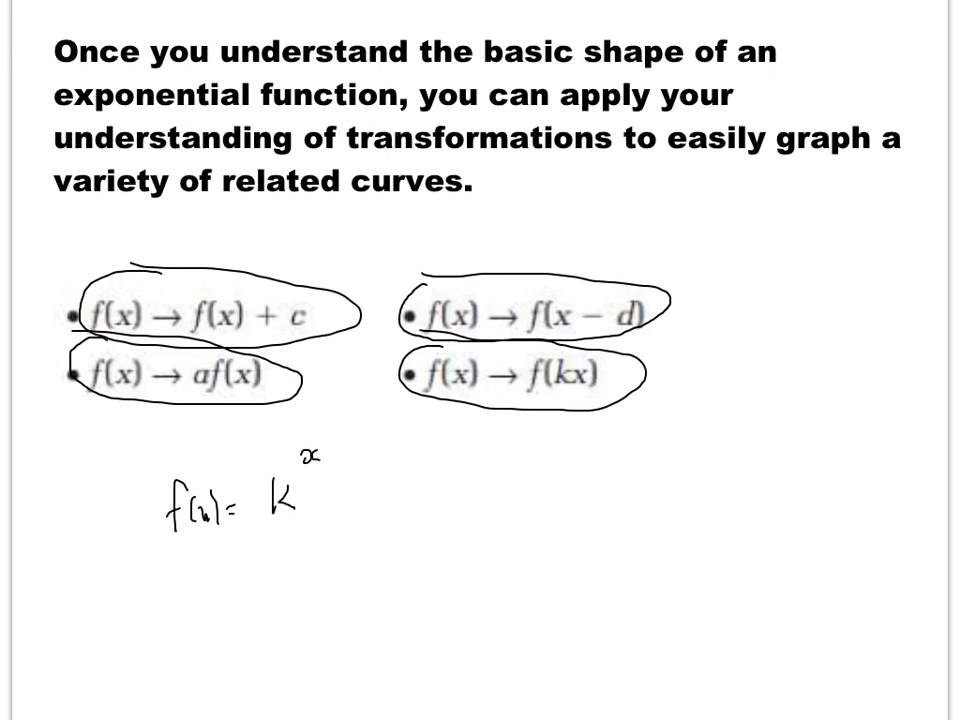 Once you understand the basic shape of an
exponential function, you can apply your
understanding of transformations to easily graph a
variety of related curves.
• f(x) → f(x) + c
• f(x) → f(x − d)
• f(x) → af(x)
• f(x) → f(kx)
f(x) = k^x